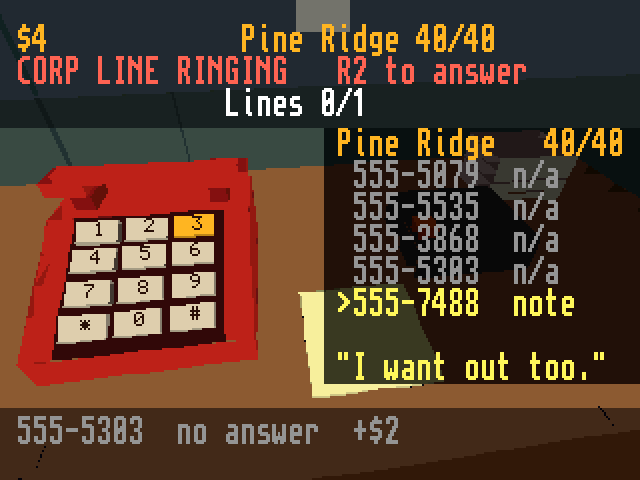 $4 Pine Ridge 40/40
CORP LINE RINGING R2 to answer
Lines 0/1
Pine Ridge 40/40
555-5079 n/a
555-5535 n/a
555-3868 n/a
555-5303 n/a
>555-7488 note
"I want out too."
1 2 3
4 5 6
7 8 9
* 0 #
555-5303 no answer +$2